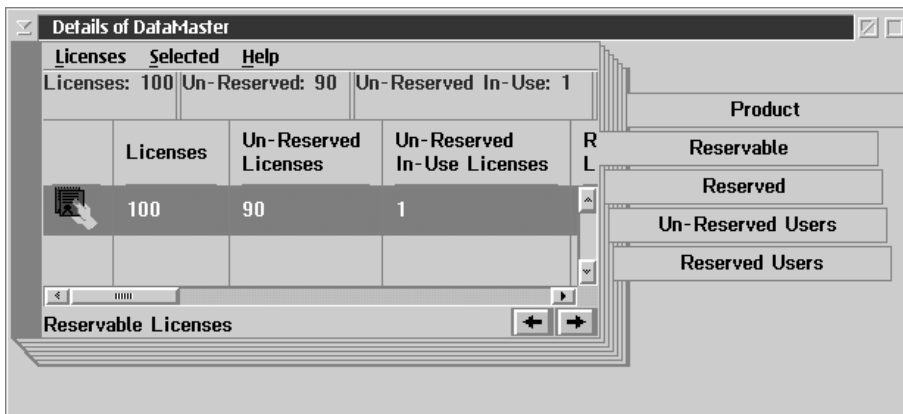 Details of DataMaster
Licenses Selected Help
Licenses: 100 Un-Reserved: 90 Un-Reserved In-Use: 1
Licenses Un-Reserved Licenses Un-Reserved In-Use Licenses R L
100 90 1
Reservable Licenses
Product
Reservable
Reserved
Un-Reserved Users
Reserved Users